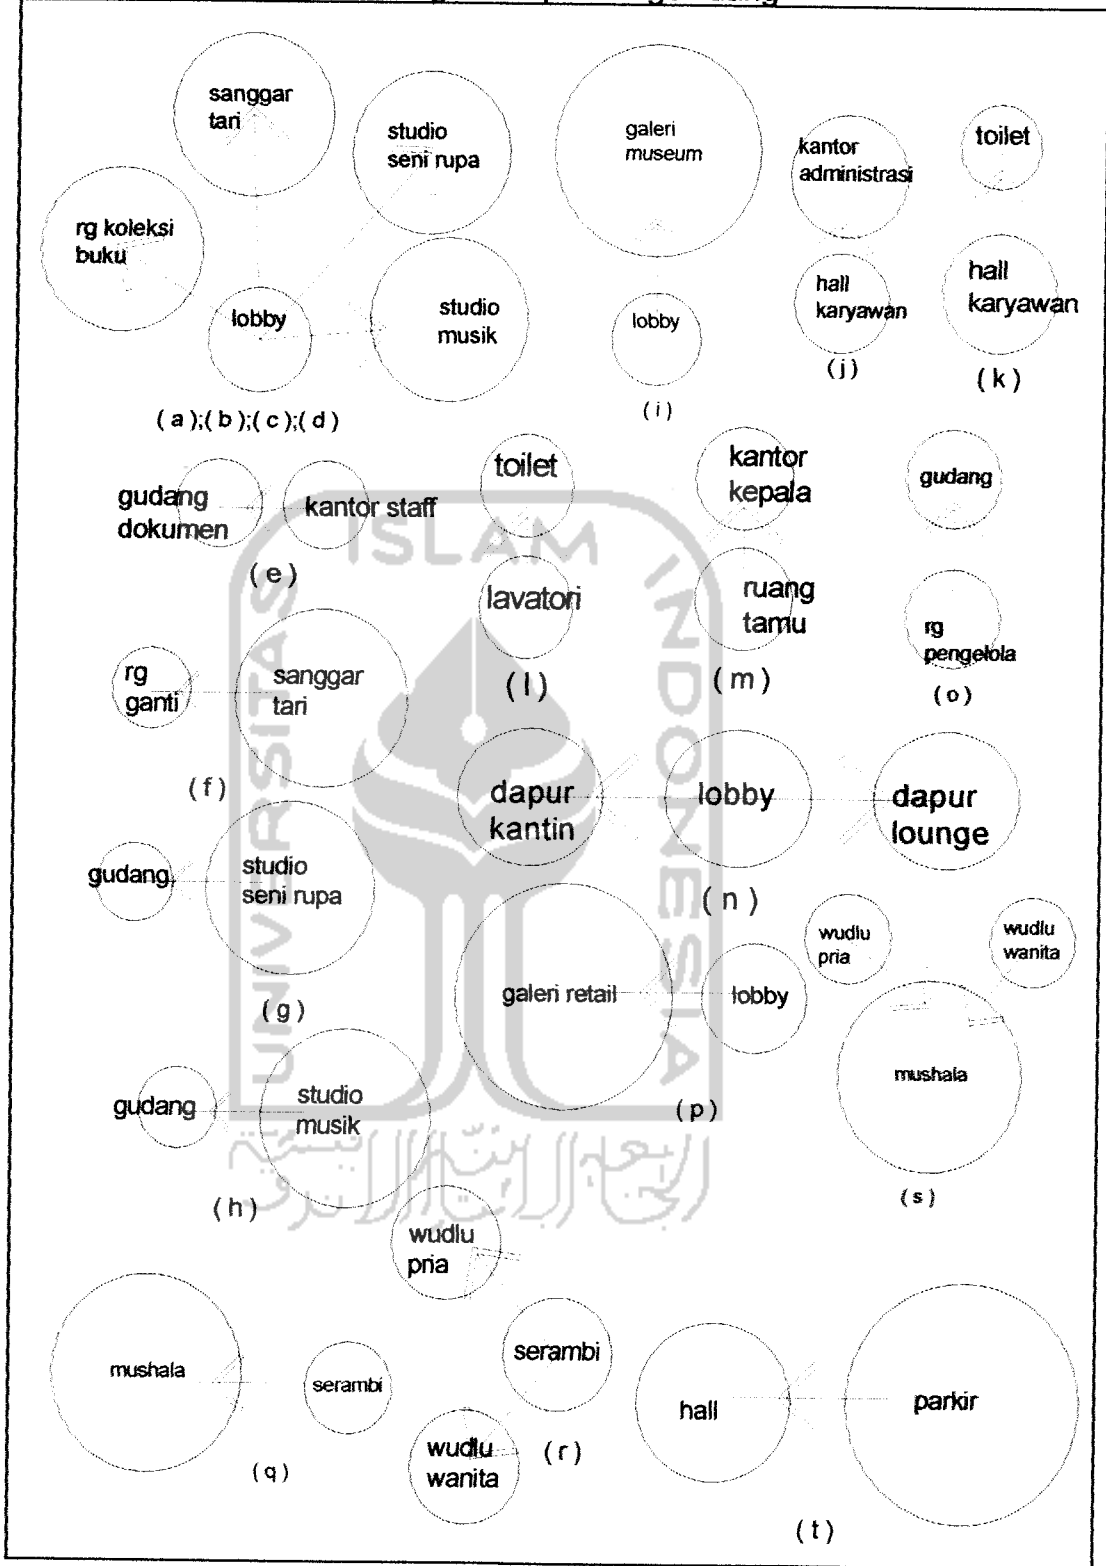 sanggar
tari
studio
seni rupa
rg koleksi
buku
lobby
studio
musik
( a );( b );( c );( d )
galeri
museum
lobby
( i )
kantor
administrasi
hall
karyawan
( j )
toilet
hall
karyawan
( k )
gudang
dokumen
kantor staff
( e )
toilet
lavatori
( l )
kantor
kepala
ruang
tamu
( m )
gudang
rg
pengelola
( o )
rg
ganti
sanggar
tari
( f )
dapur
kantin
lobby
dapur
lounge
( n )
gudang
studio
seni rupa
( g )
galeri retail
lobby
( p )
wudlu
pria
wudlu
wanita
mushala
( s )
gudang
studio
musik
( h )
wudlu
pria
serambi
wudlu
wanita
( r )
mushala
serambi
( q )
hall
parkir
( t )
UNIVERSITAS
ISLAM
INDONESIA